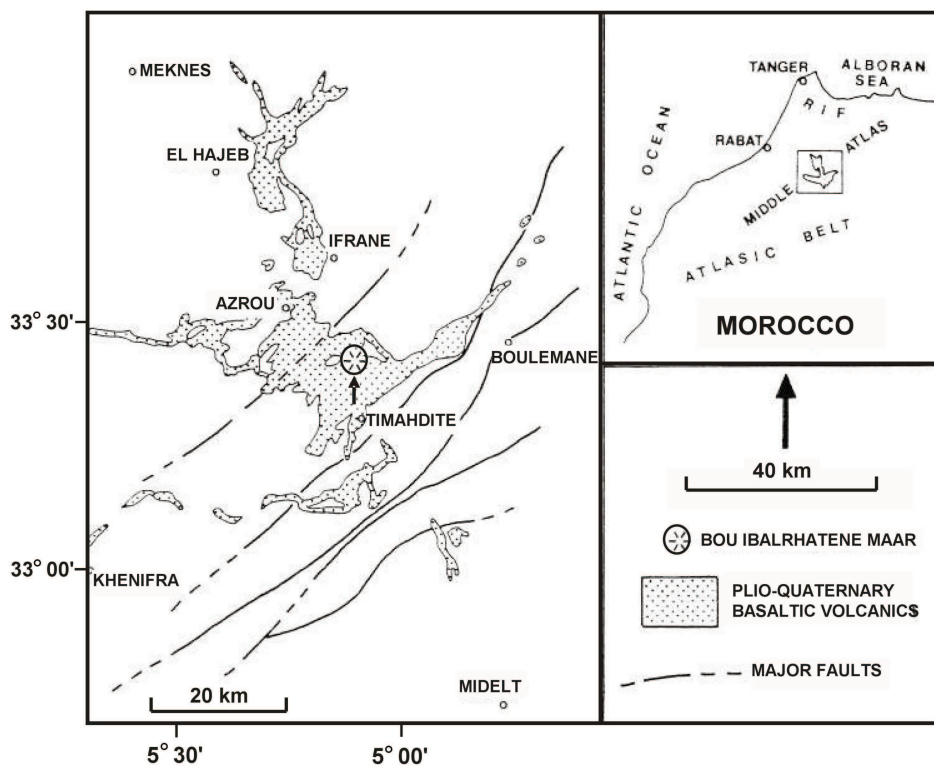 MEKNES
EL HAJEB
IFRANE
AZROU
33° 30'
BOULEMANE
TIMAHDITE
33° 00'
KHENIFRA
20 km
MIDELT
5° 30'
5° 00'
TANGER
ALBORAN
SEA
RIF
RABAT
MIDDLE ATLAS
ATLANTIC OCEAN
ATLASIC BELT
MOROCCO
40 km
BOU IBALRHATENE MAAR
PLIO-QUATERNARY
BASALTIC VOLCANICS
MAJOR FAULTS